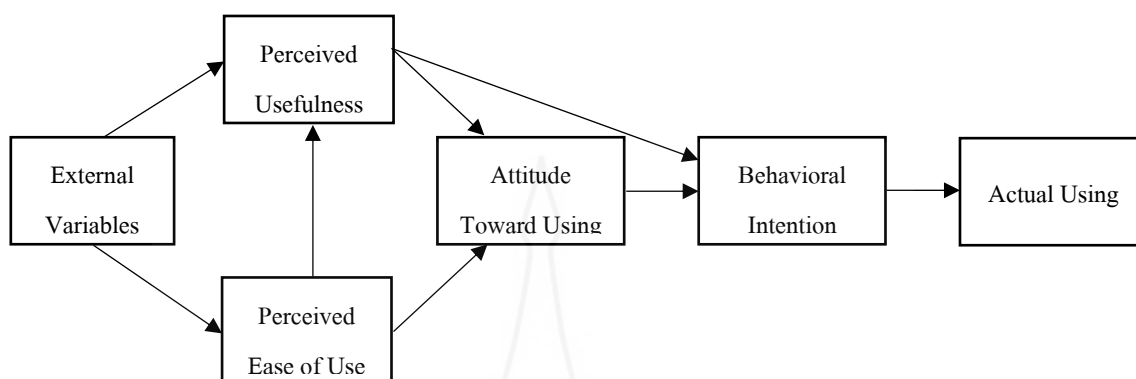 Perceived
Usefulness
External
Variables
Attitude
Toward Using
Behavioral
Intention
Actual Using
Perceived
Ease of Use